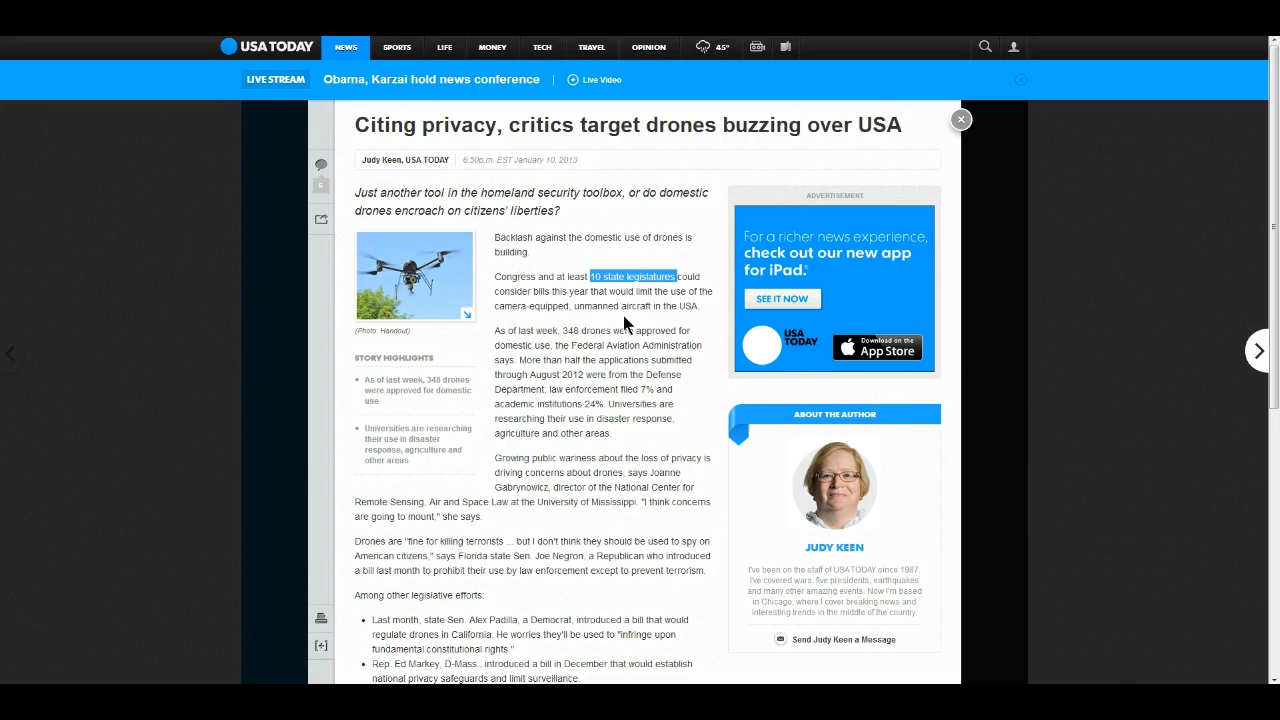 USA TODAY
NEWS
SPORTS
LIFE
MONEY
TECH
TRAVEL
OPINION
45°
LIVE STREAM
Obama, Karzai hold news conference
Live Video
Citing privacy, critics target drones buzzing over USA
Judy Keen, USA TODAY
6:50p.m. EST January 10, 2013
6
Just another tool in the homeland security toolbox, or do domestic
drones encroach on citizens' liberties?
(Photo: Handout)
STORY HIGHLIGHTS
As of last week, 348 drones
were approved for domestic
use
Universities are researching
their use in disaster
response, agriculture and
other areas
Backlash against the domestic use of drones is
building.
Congress and at least 10 state legislatures could
consider bills this year that would limit the use of the
camera-equipped, unmanned aircraft in the USA.
As of last week, 348 drones were approved for
domestic use, the Federal Aviation Administration
says. More than half the applications submitted
through August 2012 were from the Defense
Department; law enforcement filed 7% and
academic institutions 24%. Universities are
researching their use in disaster response,
agriculture and other areas.
Growing public wariness about the loss of privacy is
driving concerns about drones, says Joanne
Gabrynowicz, director of the National Center for
Remote Sensing, Air and Space Law at the University of Mississippi. "I think concerns
are going to mount," she says.
Drones are "fine for killing terrorists ... but I don't think they should be used to spy on
American citizens," says Florida state Sen. Joe Negron, a Republican who introduced
a bill last month to prohibit their use by law enforcement except to prevent terrorism.
Among other legislative efforts:
Last month, state Sen. Alex Padilla, a Democrat, introduced a bill that would
regulate drones in California. He worries they'll be used to "infringe upon
fundamental constitutional rights."
Rep. Ed Markey, D-Mass., introduced a bill in December that would establish
national privacy safeguards and limit surveillance.
[+]
ADVERTISEMENT
For a richer news experience,
check out our new app
for iPad.®
SEE IT NOW
USA
TODAY
Download on the
App Store
ABOUT THE AUTHOR
JUDY KEEN
I've been on the staff of USA TODAY since 1987.
I've covered wars, five presidents, earthquakes
and many other amazing events. Now I'm based
in Chicago, where I cover breaking news and
interesting trends in the middle of the country.
Send Judy Keen a Message